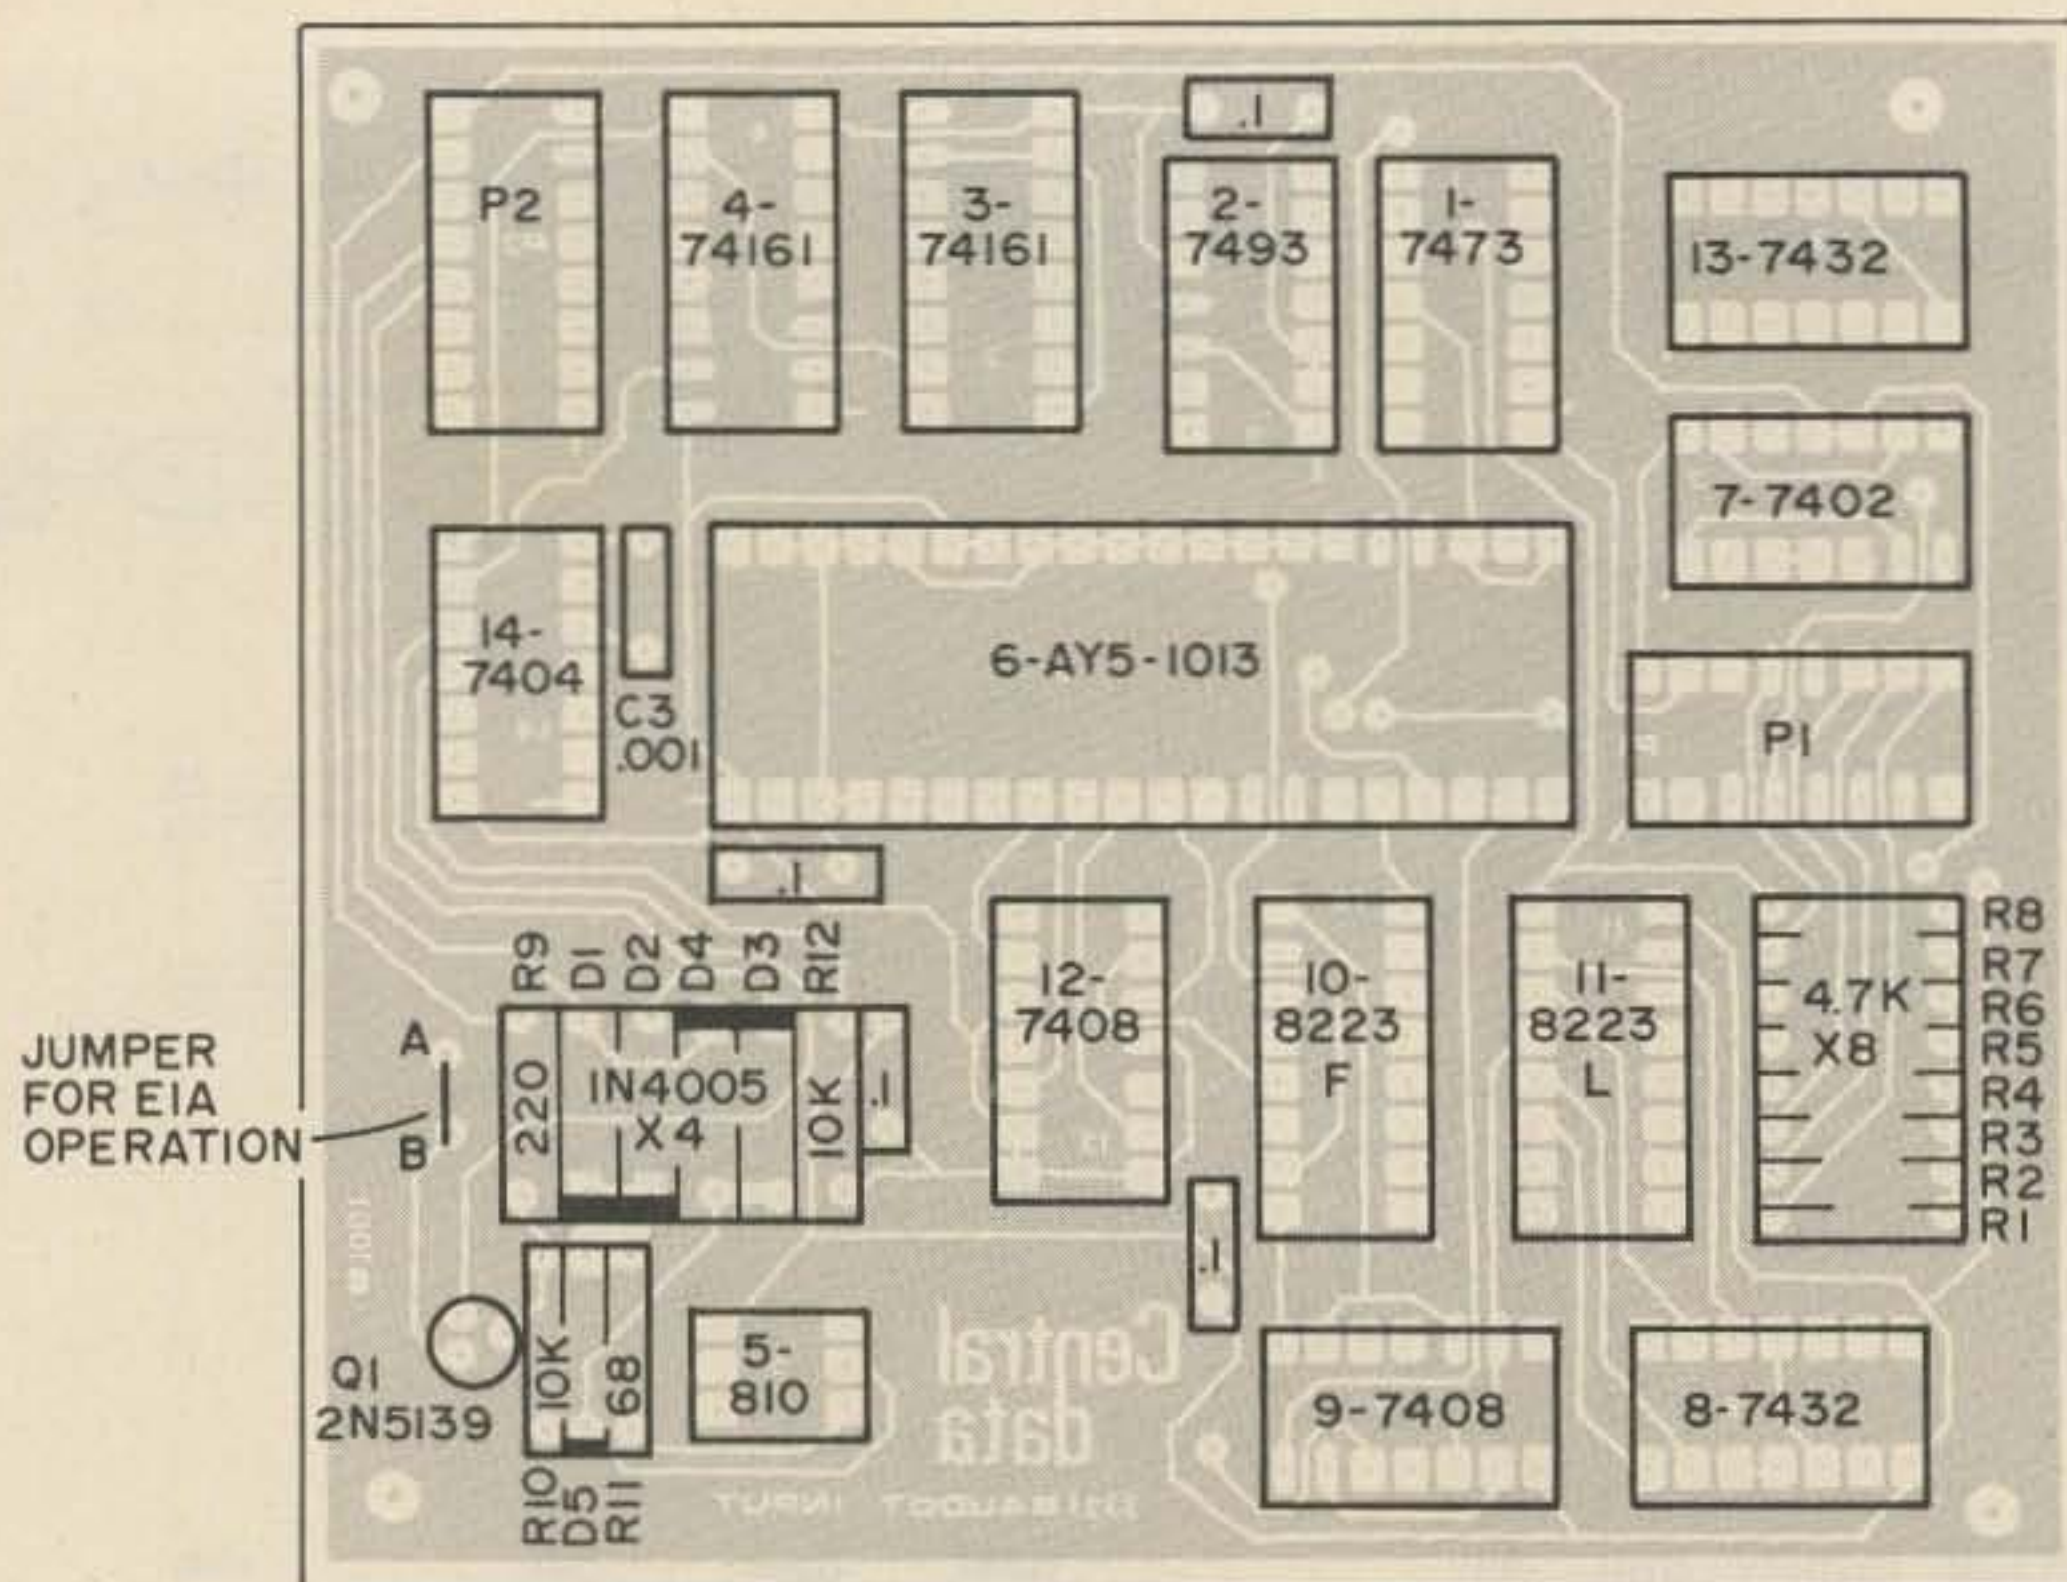 .1
P2
4-
74161
3-
74161
2-
7493
1-
7473
13-7432
7-7402
14-
7404
C3
.001
6-AY5-1013
P1
.1
R9
D1
D2
D4
D3
R12
JUMPER
FOR EIA
OPERATION
A
B
220
1N4005
X4
10K
.1
12-
7408
10-
8223
F
11-
8223
L
4.7K
X8
R8
R7
R6
R5
R4
R3
R2
R1
.1
Q1
2N5139
10K
68
R10
D5
R11
5-
810
Central
data
9-7408
8-7432